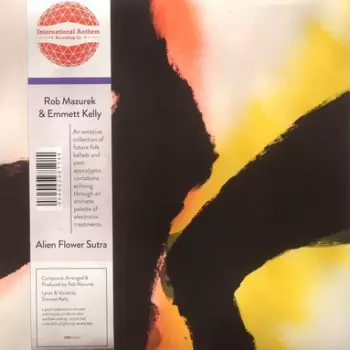 International Anthem
Recording Co.
Rob Mazurek
& Emmett Kelly
An emotive
collection of
future folk
ballads and
post-
apocalyptic
cantations
echoing
through an
animate
palette of
electronic
treatments.
Alien Flower Sutra
Composed, Arranged &
Produced by Rob Mazurek
Lyrics & Vocals by
Emmett Kelly